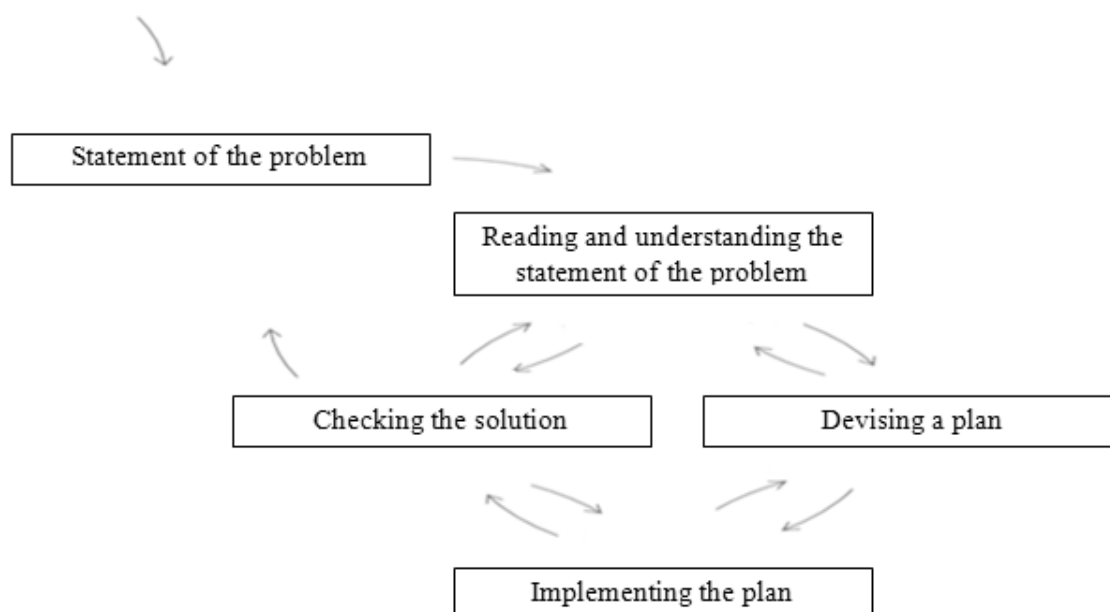 Statement of the problem
Reading and understanding the
statement of the problem
Checking the solution
Devising a plan
Implementing the plan